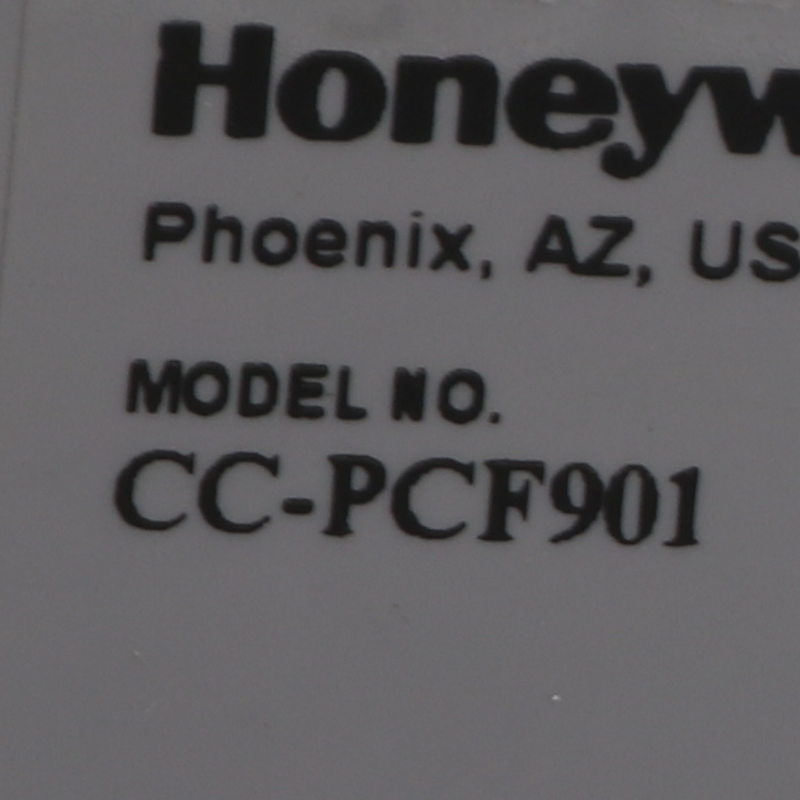 Honeyw
Phoenix, AZ, US
MODEL NO.
CC-PCF901